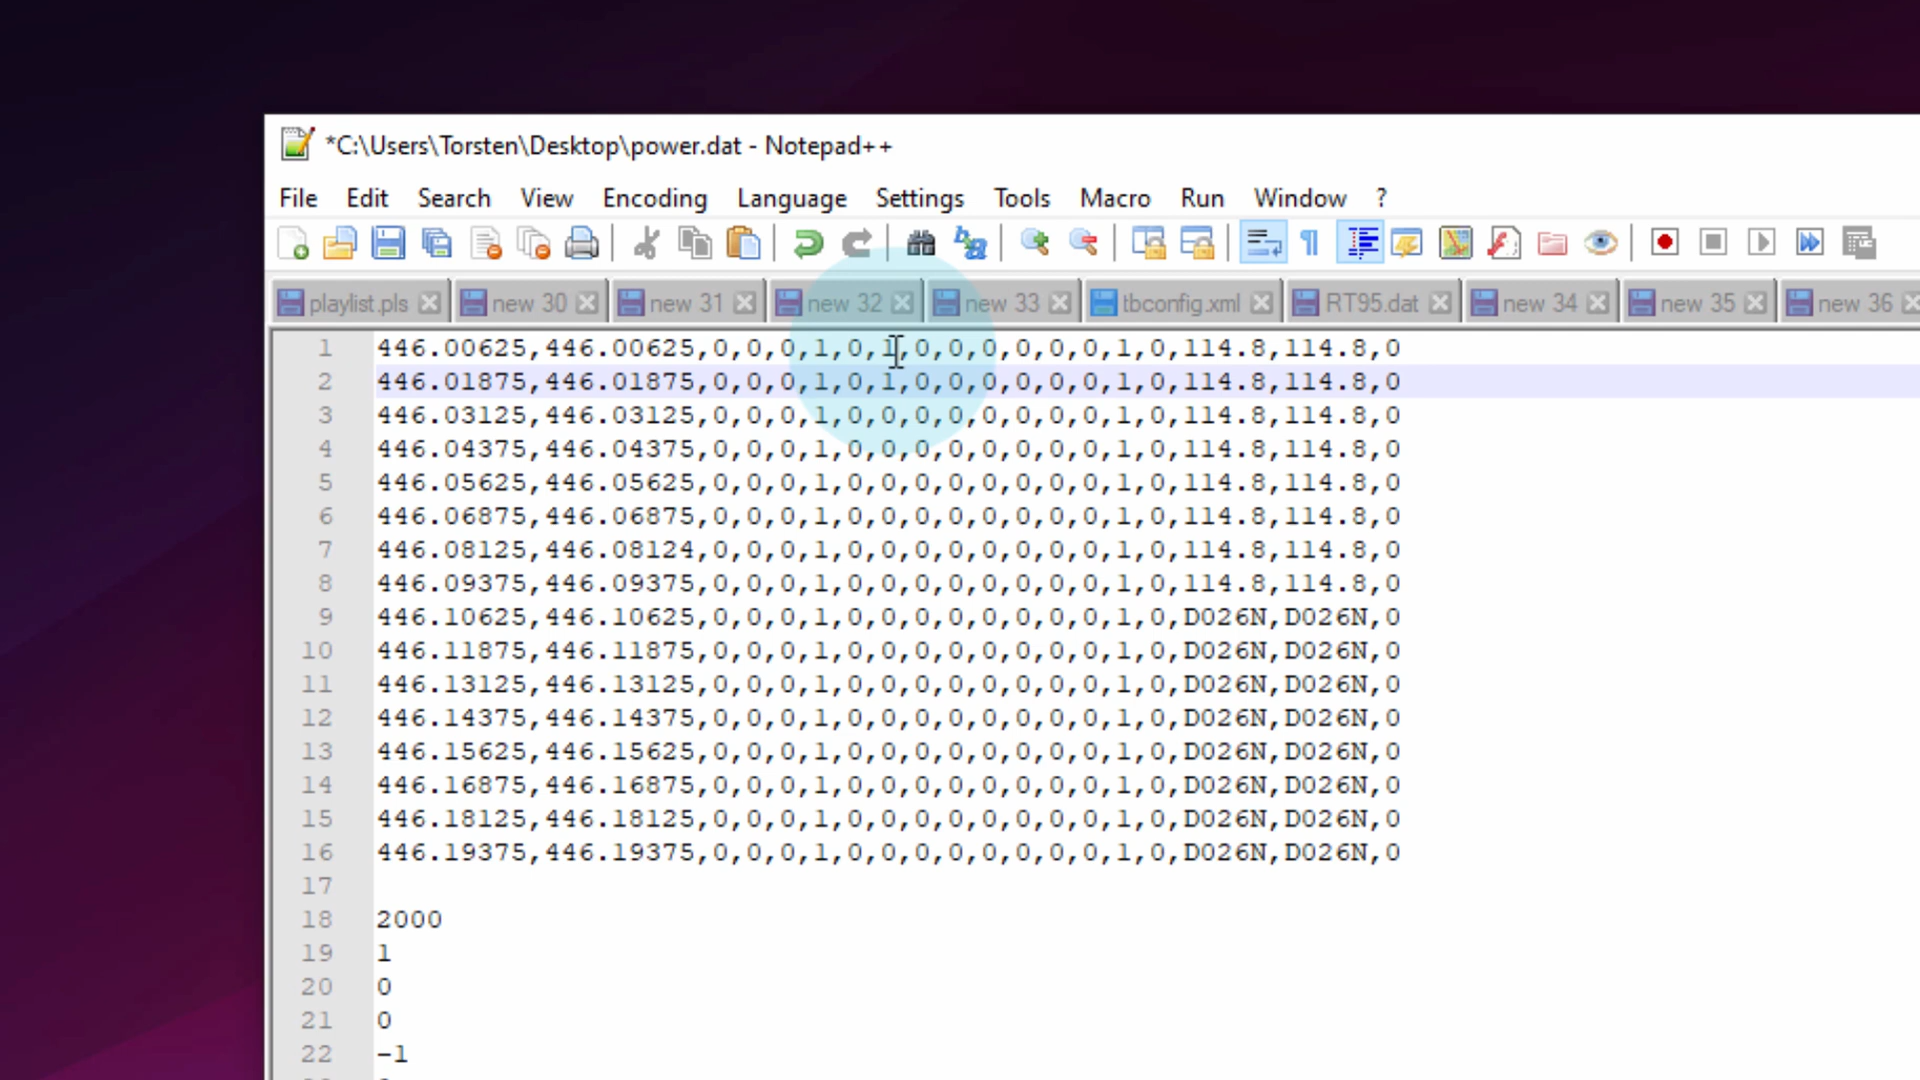 *C:\Users\Torsten\Desktop\power.dat - Notepad++
File Edit Search View Encoding Language Settings Tools Macro Run Window ?
playlist.pls new 30 new 31 new 32 new 33 tbconfig.xml RT95.dat new 34 new 35 new 36
1 446.00625,446.00625,0,0,0,1,0,1,0,0,0,0,0,0,1,0,114.8,114.8,0
2 446.01875,446.01875,0,0,0,1,0,1,0,0,0,0,0,0,1,0,114.8,114.8,0
3 446.03125,446.03125,0,0,0,1,0,0,0,0,0,0,0,0,1,0,114.8,114.8,0
4 446.04375,446.04375,0,0,0,1,0,0,0,0,0,0,0,0,1,0,114.8,114.8,0
5 446.05625,446.05625,0,0,0,1,0,0,0,0,0,0,0,0,1,0,114.8,114.8,0
6 446.06875,446.06875,0,0,0,1,0,0,0,0,0,0,0,0,1,0,114.8,114.8,0
7 446.08125,446.08124,0,0,0,1,0,0,0,0,0,0,0,0,1,0,114.8,114.8,0
8 446.09375,446.09375,0,0,0,1,0,0,0,0,0,0,0,0,1,0,114.8,114.8,0
9 446.10625,446.10625,0,0,0,1,0,0,0,0,0,0,0,0,1,0,D026N,D026N,0
10 446.11875,446.11875,0,0,0,1,0,0,0,0,0,0,0,0,1,0,D026N,D026N,0
11 446.13125,446.13125,0,0,0,1,0,0,0,0,0,0,0,0,1,0,D026N,D026N,0
12 446.14375,446.14375,0,0,0,1,0,0,0,0,0,0,0,0,1,0,D026N,D026N,0
13 446.15625,446.15625,0,0,0,1,0,0,0,0,0,0,0,0,1,0,D026N,D026N,0
14 446.16875,446.16875,0,0,0,1,0,0,0,0,0,0,0,0,1,0,D026N,D026N,0
15 446.18125,446.18125,0,0,0,1,0,0,0,0,0,0,0,0,1,0,D026N,D026N,0
16 446.19375,446.19375,0,0,0,1,0,0,0,0,0,0,0,0,1,0,D026N,D026N,0
17
18 2000
19 1
20 0
21 0
22 -1